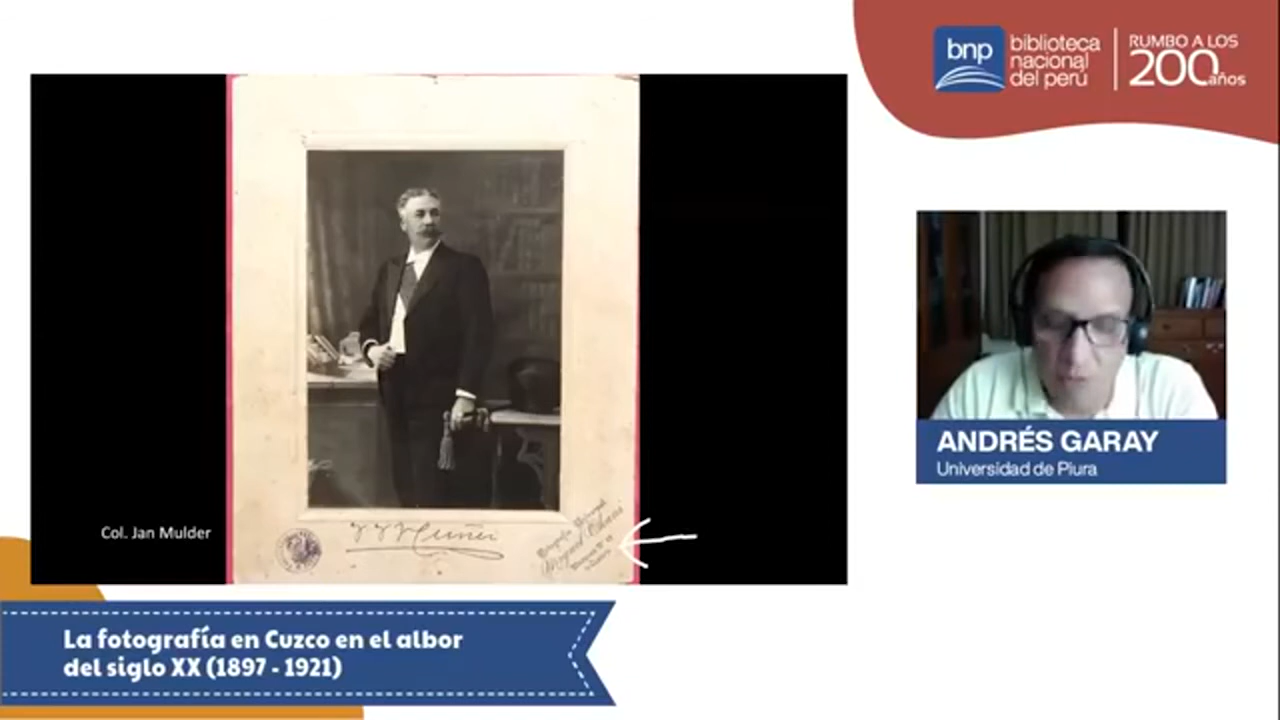 bnp
biblioteca
nacional
del perú
RUMBO A LOS
200 años
ANDRÉS GARAY
Universidad de Piura
Col. Jan Mulder
Miguel
La fotografía en Cuzco en el albor
del siglo XX (1897 - 1921)